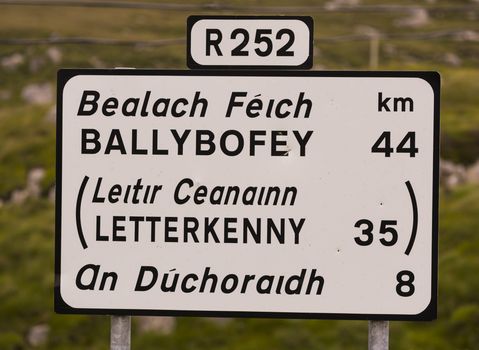 R252
Bealach Féich km
BALLYBOFEY 44
(Leitir Ceanainn
LETTERKENNY 35)
An Dúchoraidh 8